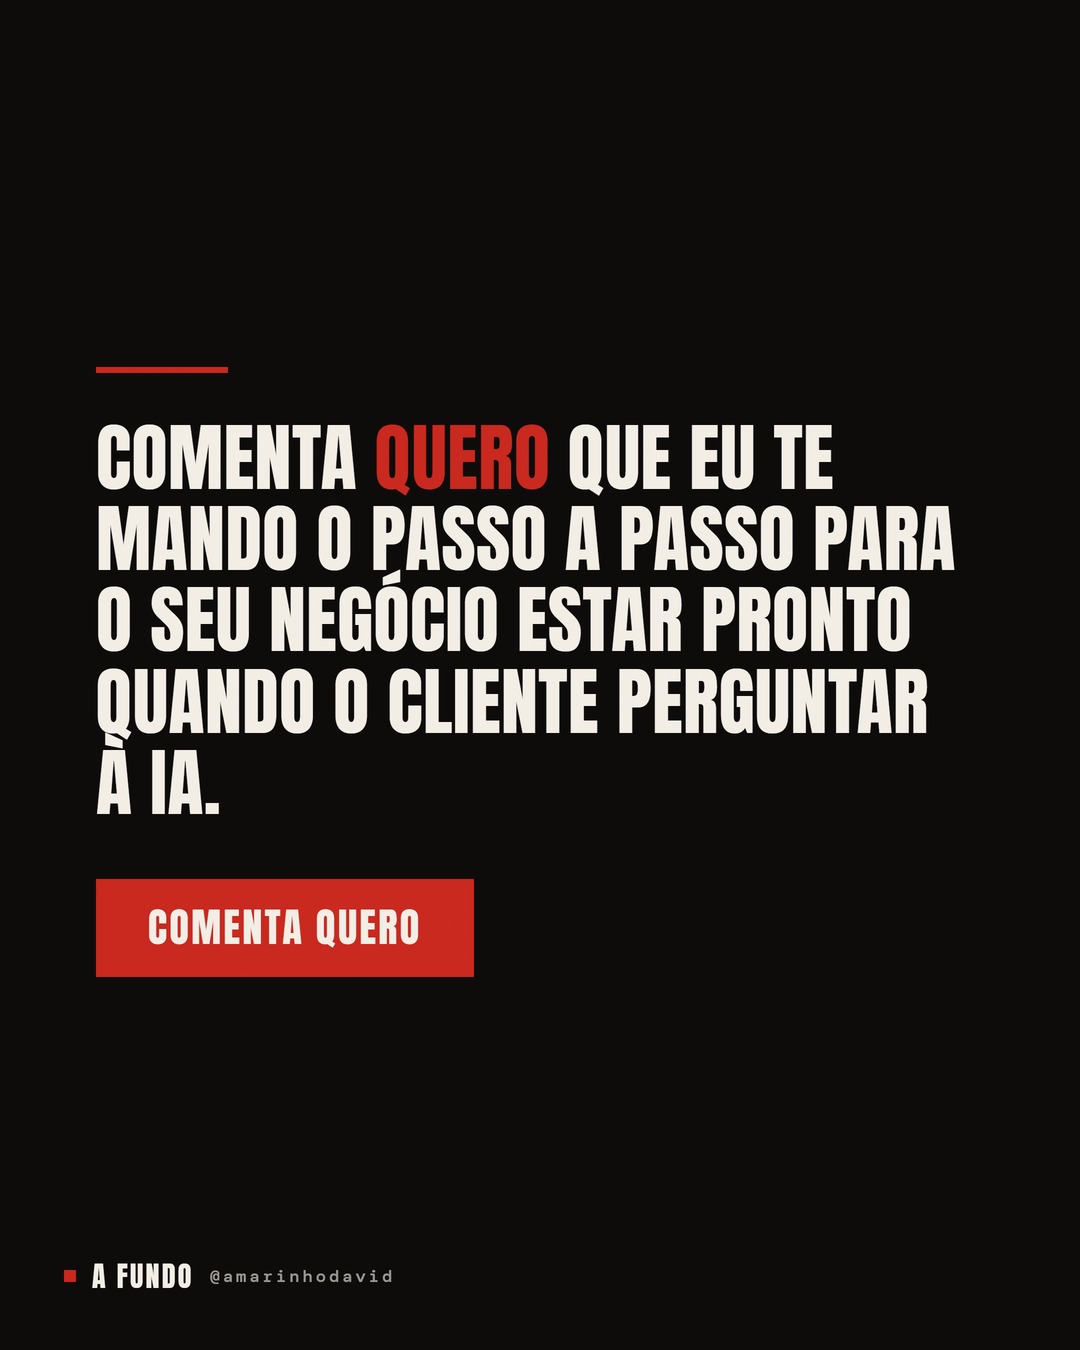 COMENTA QUERO QUE EU TE
MANDO O PASSO A PASSO PARA
O SEU NEGÓCIO ESTAR PRONTO
QUANDO O CLIENTE PERGUNTAR
À IA.
COMENTA QUERO
A FUNDO @amarinhodavid